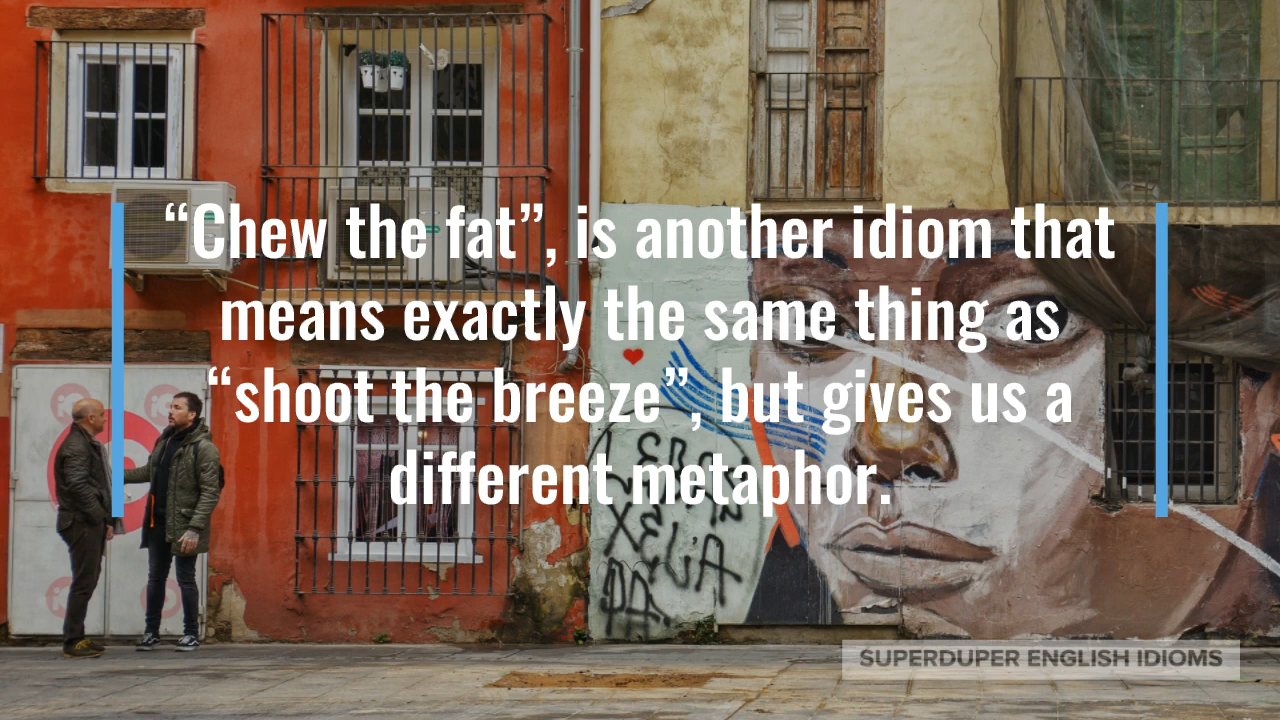 “Chew the fat”, is another idiom that
means exactly the same thing as
“shoot the breeze”, but gives us a
different metaphor.
SUPERDUPER ENGLISH IDIOMS